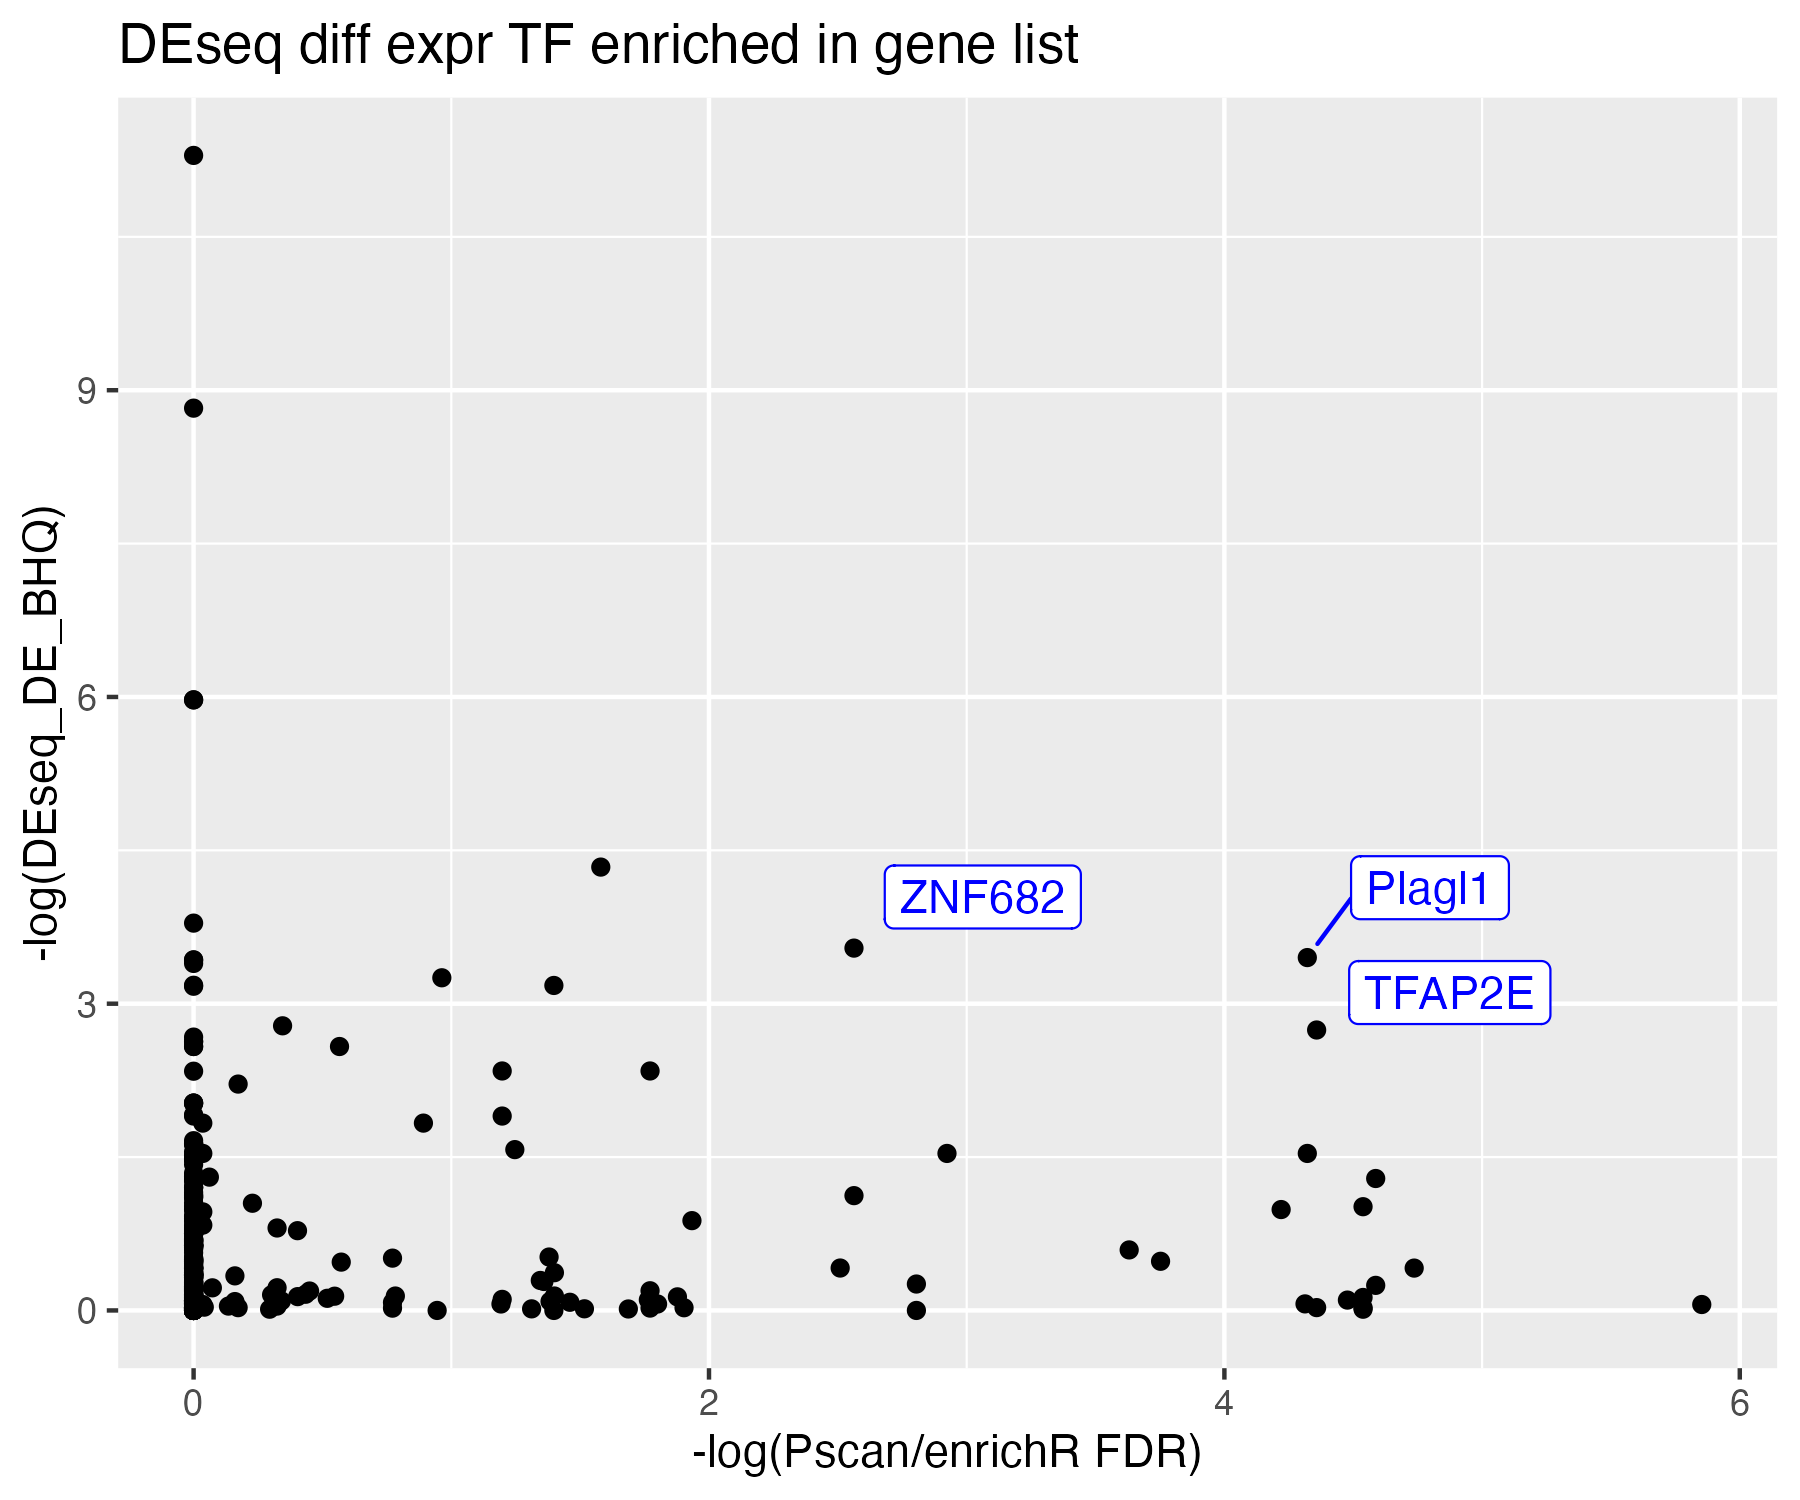 DEseq diff expr TF enriched in gene list
-log(DEseq_DE_BHQ)
9
6
3
0
ZNF682
Plagl1
TFAP2E
0 2 4 6
-log(Pscan/enrichR FDR)